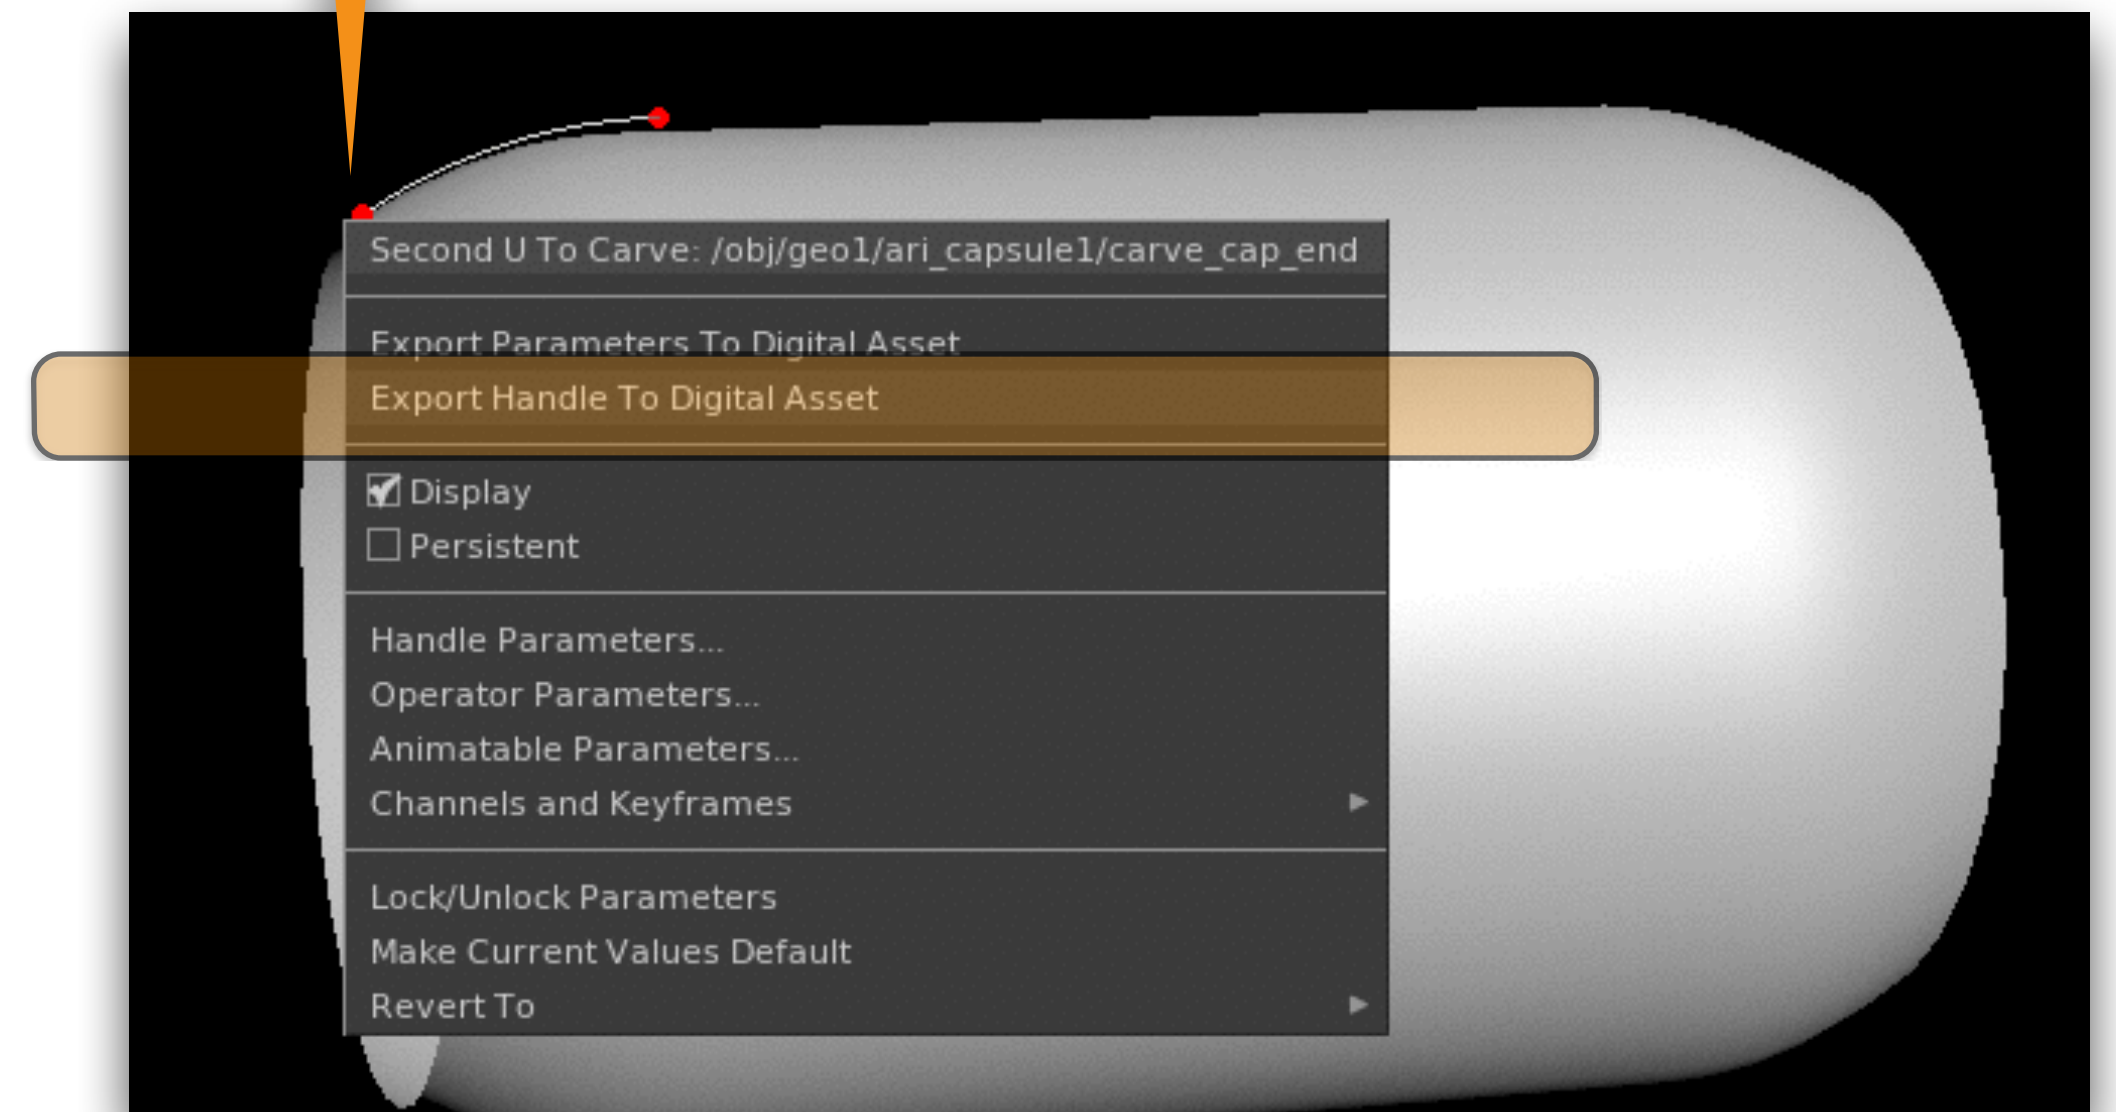 Second U To Carve: /obj/geo1/ari_capsule1/carve_cap_end
Export Parameters To Digital Asset
Export Handle To Digital Asset
Display
Persistent
Handle Parameters...
Operator Parameters...
Animatable Parameters...
Channels and Keyframes
Lock/Unlock Parameters
Make Current Values Default
Revert To